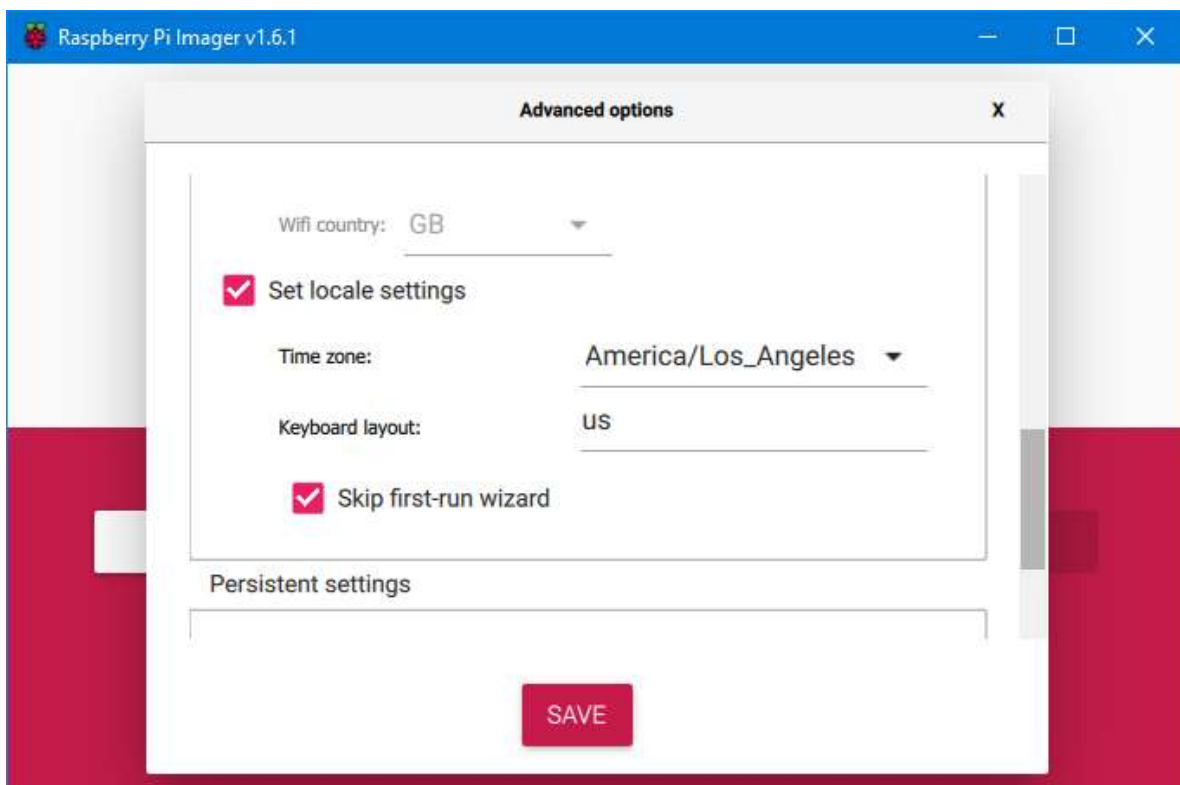 Raspberry Pi Imager v1.6.1
Advanced options X
Wifi country: GB
Set locale settings
Time zone: America/Los_Angeles
Keyboard layout: us
Skip first-run wizard
Persistent settings
SAVE